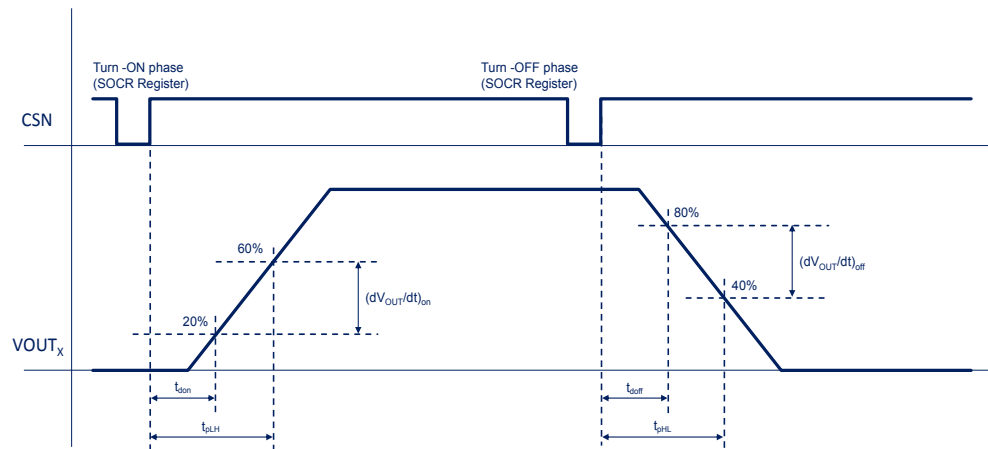 Turn -ON phase
(SOCR Register)
Turn -OFF phase
(SOCR Register)
CSN
80%
60%
(dVOUT/dt)off
(dVOUT/dt)on
40%
20%
VOUTX
tdon
tdoff
tpLH
tpHL